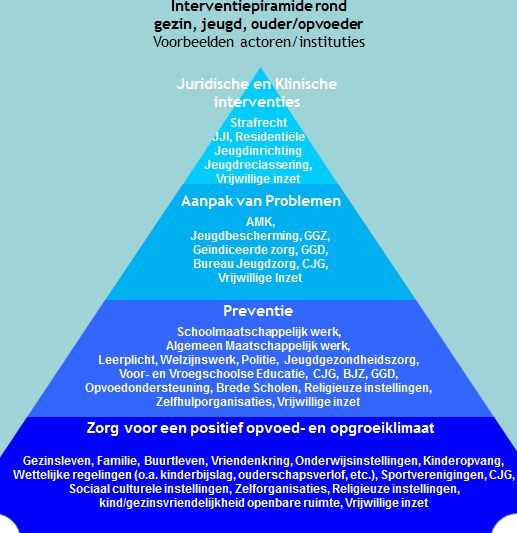 Interventiepiramide rond
gezin, jeugd, ouder/opvoeder
Voorbeelden actoren/instituties
Juridische en Klinische
interventies
Strafrecht
JJI, Residentiële
Jeugdinrichting
Jeugdreclassering,
Vrijwillige inzet
Aanpak van Problemen
AMK,
Jeugdbescherming, GGZ,
Geïndiceerde zorg, GGD,
Bureau Jeugdzorg, CJG,
Vrijwillige Inzet
Preventie
Schoolmaatschappelijk werk,
Algemeen Maatschappelijk werk,
Leerplicht, Welzijnswerk, Politie, Jeugdgezondheidszorg,
Voor- en Vroegschoolse Educatie, CJG, BJZ, GGD,
Opvoedondersteuning, Brede Scholen, Religieuze instellingen,
Zelfhulporganisaties, Vrijwillige inzet
Zorg voor een positief opvoed- en opgroeiklimaat
Gezinsleven, Familie, Buurtleven, Vriendenkring, Onderwijsinstellingen, Kinderopvang,
Wettelijke regelingen (o.a. kinderbijslag, ouderschapsverlof, etc.), Sportverenigingen, CJG,
Sociaal culturele instellingen, Zelforganisaties, Religieuze instellingen,
kind/gezinsvriendelijkheid openbare ruimte, Vrijwillige inzet